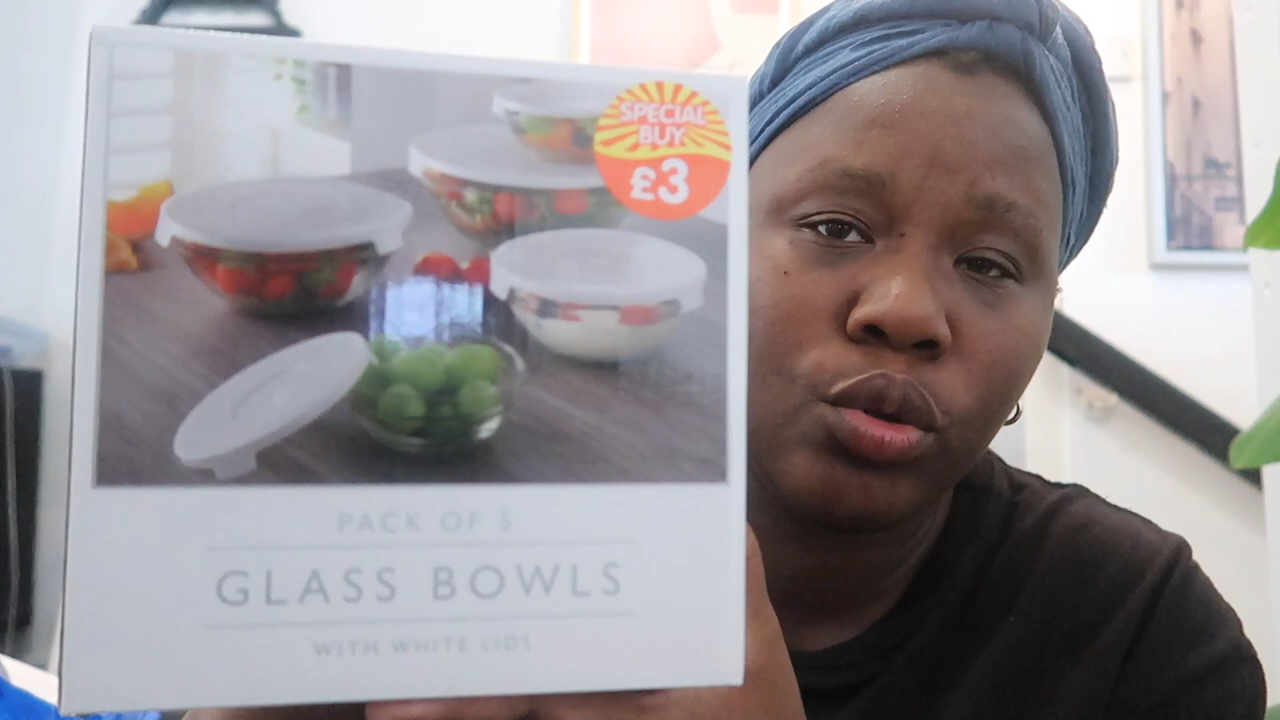 SPECIAL
BUY
£3
PACK OF 5
GLASS BOWLS
WITH WHITE LIDS